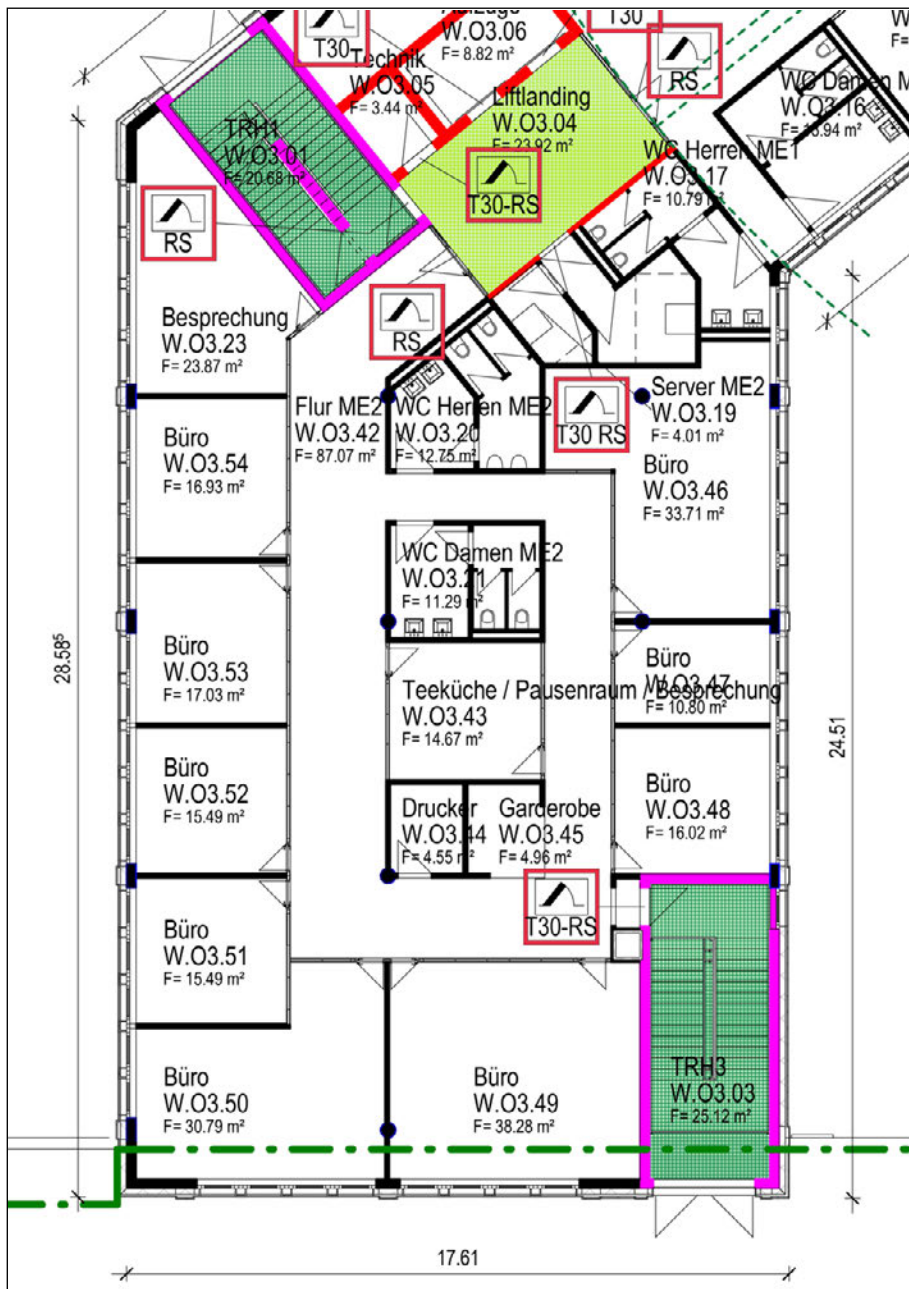 W.O3.06
F= 8.82 m²
T30
T30
Technik
W.O3.05
F= 3.44 m²
RS
WC Damen M
W.O3.16
Liftlanding
W.O3.04
F= 23.92 m²
TRH1
W.O3.01
F= 20.68 m²
WC Herren ME1
W.O3.17
F= 10.79 m²
T30-RS
RS
RS
Besprechung
W.O3.23
F= 23.87 m²
Flur ME2
W.O3.42
F= 87.07 m²
WC Herren ME2
W.O3.20
F= 12.75 m²
T30 RS
Server ME2
W.O3.19
F= 4.01 m²
Büro
W.O3.54
F= 16.93 m²
Büro
W.O3.46
F= 33.71 m²
WC Damen ME2
W.O3.21
F= 11.29 m²
Büro
W.O3.53
F= 17.03 m²
Büro
W.O3.47
F= 10.80 m²
Teeküche / Pausenraum / Besprechung
W.O3.43
F= 14.67 m²
28.58⁵
24.51
Büro
W.O3.52
F= 15.49 m²
Drucker
W.O3.44
F= 4.55 m²
Garderobe
W.O3.45
F= 4.96 m²
Büro
W.O3.48
F= 16.02 m²
T30-RS
Büro
W.O3.51
F= 15.49 m²
Büro
W.O3.50
F= 30.79 m²
Büro
W.O3.49
F= 38.28 m²
TRH3
W.O3.03
F= 25.12 m²
17.61